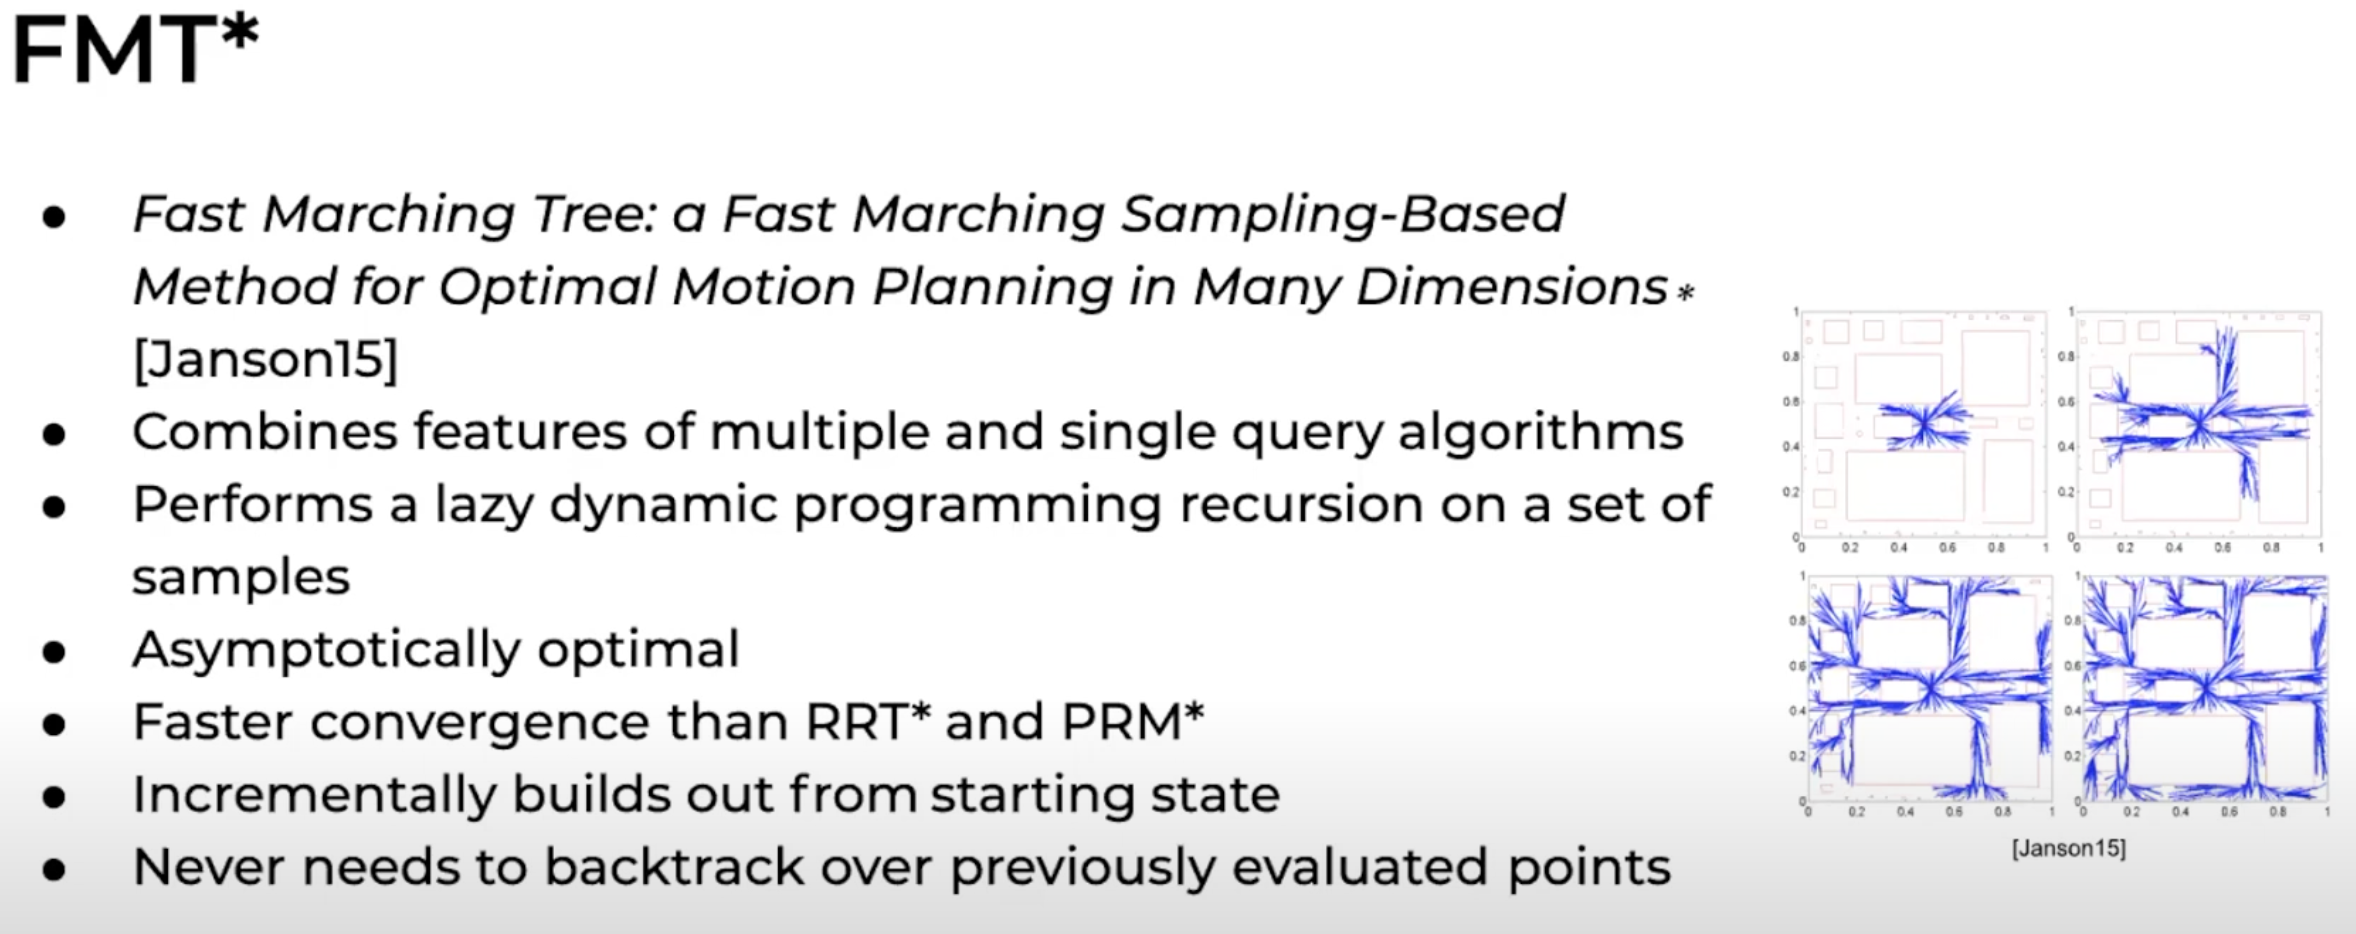 FMT*
● Fast Marching Tree: a Fast Marching Sampling-Based
Method for Optimal Motion Planning in Many Dimensions*
[Janson15]
● Combines features of multiple and single query algorithms
● Performs a lazy dynamic programming recursion on a set of
samples
● Asymptotically optimal
● Faster convergence than RRT* and PRM*
● Incrementally builds out from starting state
● Never needs to backtrack over previously evaluated points
1
0.8
0.6
0.4
0.2
0
0 0.2 0.4 0.6 0.8 1
1
0.8
0.6
0.4
0.2
0
0 0.2 0.4 0.6 0.8 1
1
0.8
0.6
0.4
0.2
0
0 0.2 0.4 0.6 0.8 1
1
0.8
0.6
0.4
0.2
0
0 0.2 0.4 0.6 0.8 1
[Janson15]